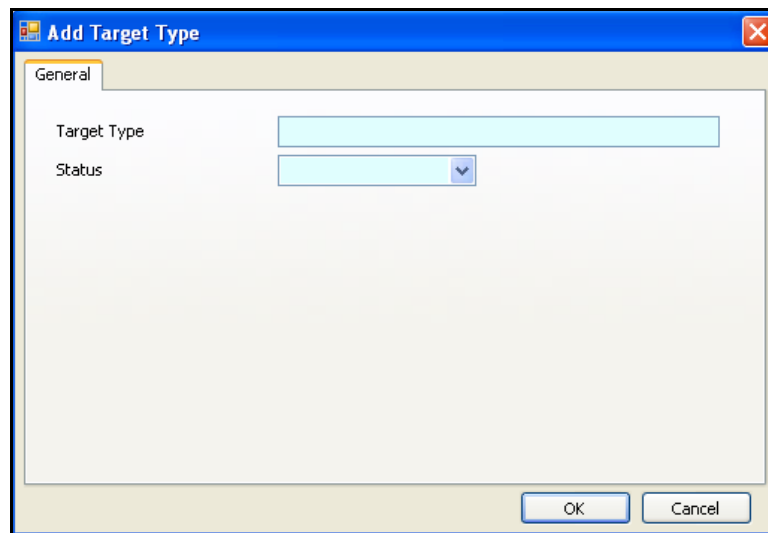 Add Target Type
General
Target Type
Status
OK Cancel